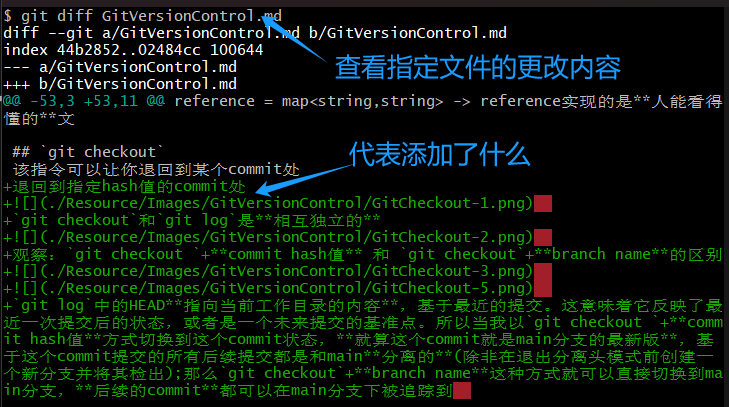 $ git diff GitVersionControl.md
diff --git a/GitVersionControl.md b/GitVersionControl.md
index 44b2852..02484cc 100644
--- a/GitVersionControl.md
+++ b/GitVersionControl.md
查看指定文件的更改内容
@@ -53,3 +53,11 @@ reference = map<string,string> -> reference实现的是**人能看得
懂的**文
## `git checkout`
该指令可以让你退回到某个commit处
代表添加了什么
+退回到指定hash值的commit处
+![](./Resource/Images/GitVersionControl/GitCheckout-1.png)
+`git checkout`和`git log`是**相互独立的**
+![](./Resource/Images/GitVersionControl/GitCheckout-2.png)
+观察：`git checkout `+**commit hash值** 和 `git checkout`+**branch name**的区别
+![](./Resource/Images/GitVersionControl/GitCheckout-3.png)
+![](./Resource/Images/GitVersionControl/GitCheckout-5.png)
+`git log`中的HEAD**指向当前工作目录的内容**，基于最近的提交。这意味着它反映了最
近一次提交后的状态，或者是一个未来提交的基准点。所以当我以`git checkout `+**comm
it hash值**方式切换到这个commit状态，**就算这个commit就是main分支的最新版**，基
于这个commit提交的所有后续提交都是和main**分离的**(除非在退出分离头模式前创建一
个新分支并将其检出);那么`git checkout`+**branch name**这种方式就可以直接切换到ma
in分支，**后续的commit**都可以在main分支下被追踪到